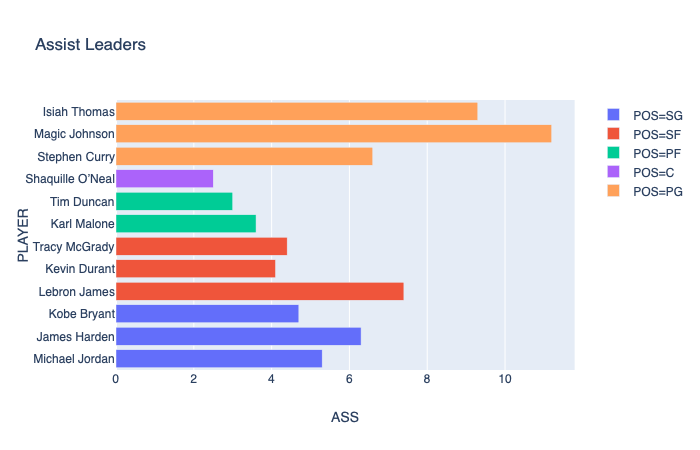 Assist Leaders
Isiah Thomas
Magic Johnson
Stephen Curry
Shaquille O'Neal
Tim Duncan
Karl Malone
Tracy McGrady
Kevin Durant
Lebron James
Kobe Bryant
James Harden
Michael Jordan
PLAYER
0 2 4 6 8 10
ASS
POS=SG
POS=SF
POS=PF
POS=C
POS=PG